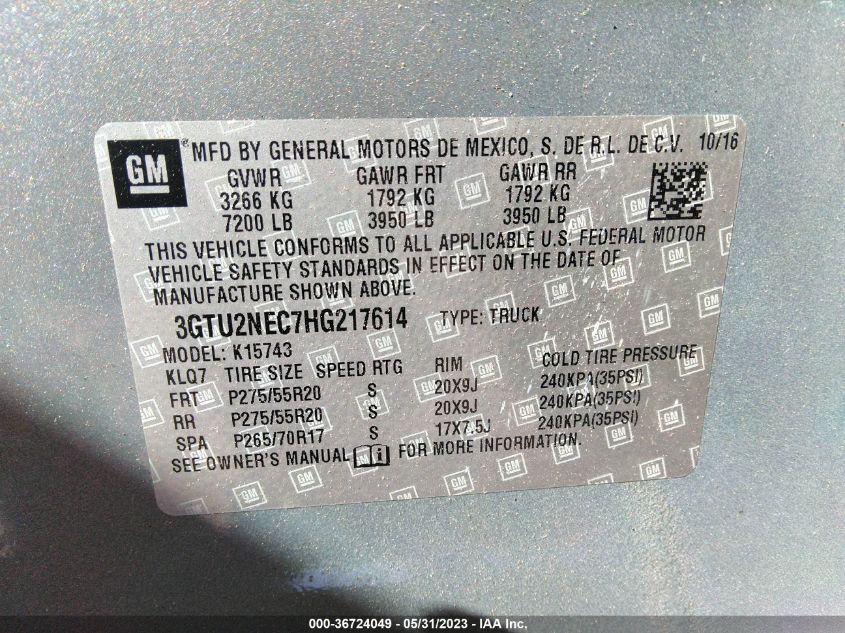 GM ® MFD BY GENERAL MOTORS DE MEXICO, S. DE R.L. DE C.V. 10/16
GVWR GAWR FRT GAWR RR
3266 KG 1792 KG 1792 KG
7200 LB 3950 LB 3950 LB
THIS VEHICLE CONFORMS TO ALL APPLICABLE U.S. FEDERAL MOTOR
VEHICLE SAFETY STANDARDS IN EFFECT ON THE DATE OF
MANUFACTURE SHOWN ABOVE.
3GTU2NEC7HG217614 TYPE: TRUCK
MODEL: K15743
KLQ7 TIRE SIZE SPEED RTG RIM COLD TIRE PRESSURE
FRT P275/55R20 S 20X9J 240KPA(35PSI)
RR P275/55R20 S 20X9J 240KPA(35PSI)
SPA P265/70R17 S 17X7.5J 240KPA(35PSI)
SEE OWNER'S MANUAL FOR MORE INFORMATION.
000-36724049 - 05/31/2023 - IAA Inc.